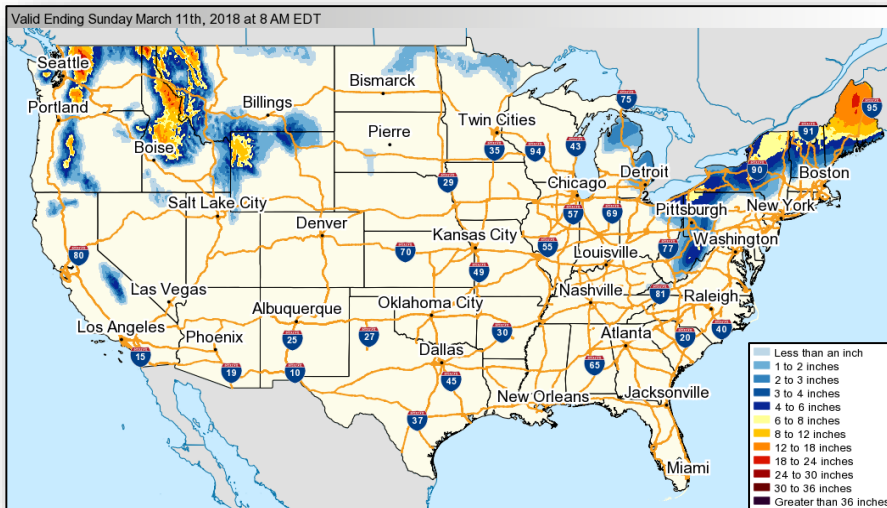 Valid Ending Sunday March 11th, 2018 at 8 AM EDT
Seattle
Portland
Billings
Bismarck
Boise
Pierre
Twin Cities
75
95
91
35
94
43
90
29
Chicago
Detroit
Boston
Salt Lake City
57
69
Pittsburgh
New York
Denver
80
70
Kansas City
55
Louisville
77
Washington
49
Las Vegas
81
Raleigh
Nashville
Albuquerque
Oklahoma City
Los Angeles
Phoenix
25
27
30
Atlanta
20
40
15
19
10
Dallas
45
65
37
New Orleans
Jacksonville
Miami
Less than an inch
1 to 2 inches
2 to 3 inches
3 to 4 inches
4 to 6 inches
6 to 8 inches
8 to 12 inches
12 to 18 inches
18 to 24 inches
24 to 30 inches
30 to 36 inches
Greater than 36 inches